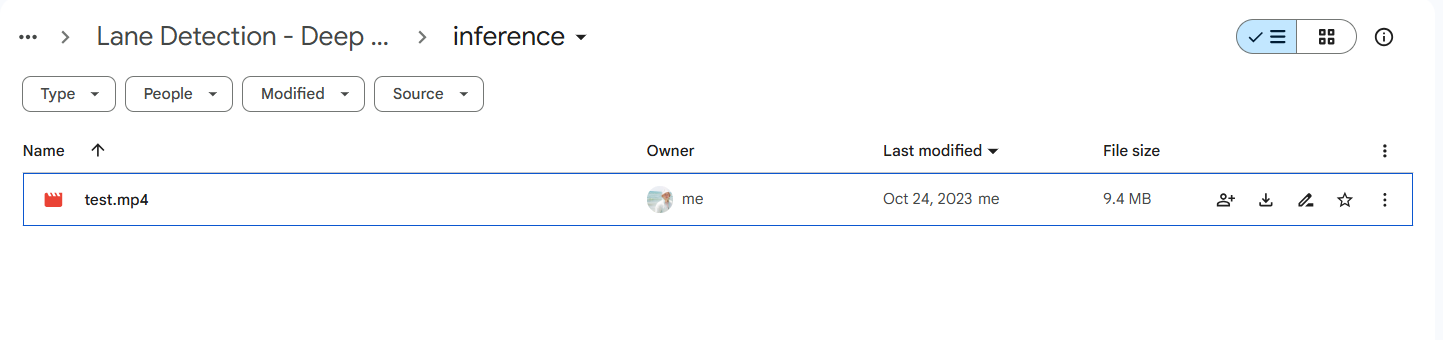 ... > Lane Detection - Deep ... > inference
Type People Modified Source
Name Owner Last modified File size
test.mp4 me Oct 24, 2023 me 9.4 MB